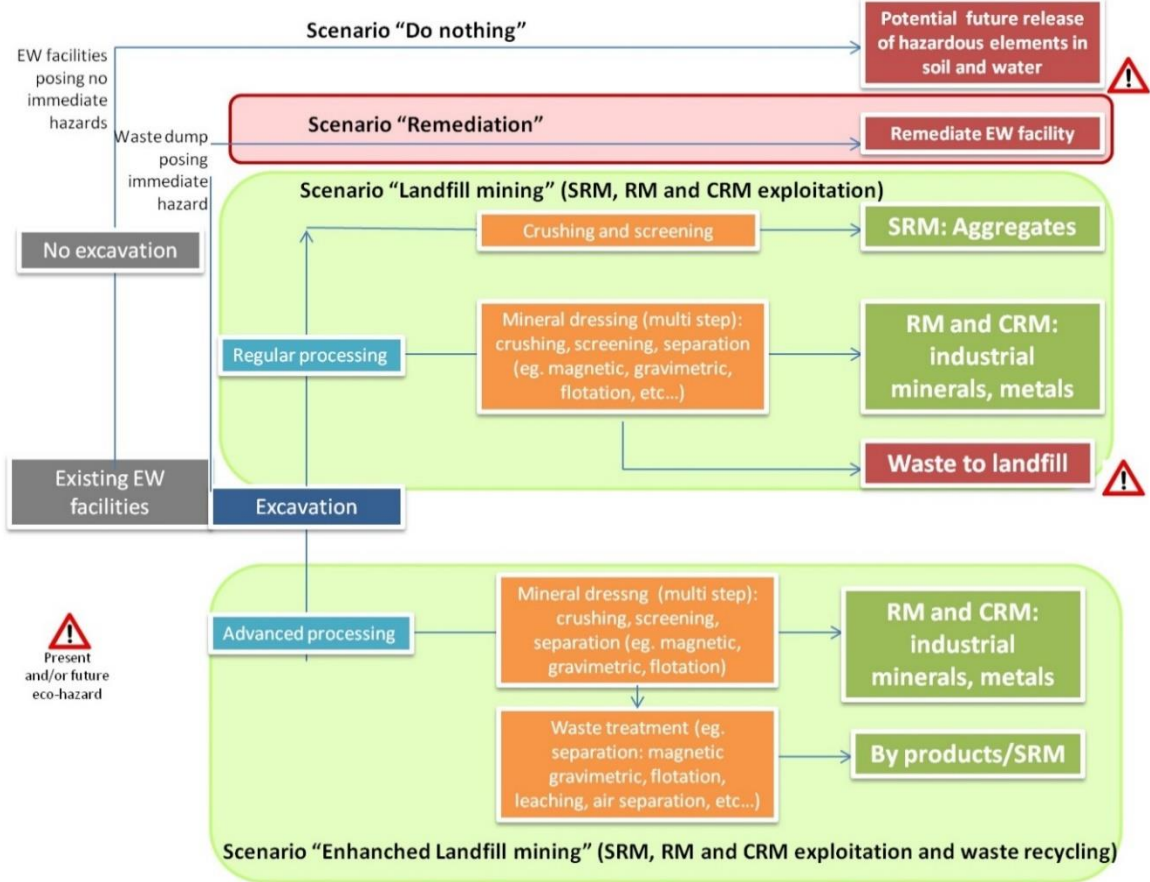 Scenario “Do nothing”
Potential future release
of hazardous elements in
soil and water
EW facilities
posing no
immediate
hazards
Waste dump
posing
immediate
hazard
Scenario “Remediation”
Remediate EW facility
Scenario “Landfill mining” (SRM, RM and CRM exploitation)
Crushing and screening
SRM: Aggregates
No excavation
Regular processing
Mineral dressing (multi step):
crushing, screening, separation
(eg. magnetic, gravimetric,
flotation, etc...)
RM and CRM:
industrial
minerals, metals
Waste to landfill
Existing EW
facilities
Excavation
Advanced processing
Mineral dressng (multi step):
crushing, screening,
separation (eg. magnetic,
gravimetric, flotation)
RM and CRM:
industrial
minerals, metals
Present
and/or future
eco-hazard
Waste treatment (eg.
separation: magnetic
gravimetric, flotation,
leaching, air separation, etc...)
By products/SRM
Scenario “Enhanched Landfill mining” (SRM, RM and CRM exploitation and waste recycling)